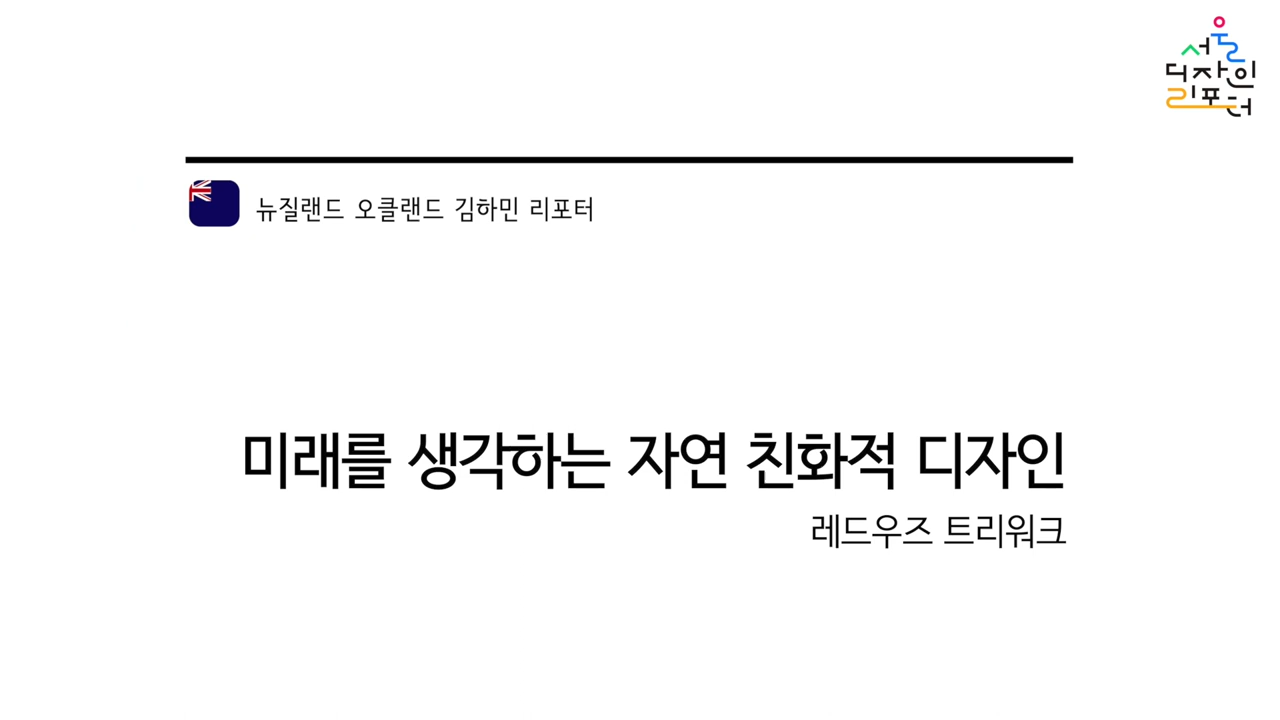 서울
디자인
리포터
뉴질랜드 오클랜드 김하민 리포터
미래를 생각하는 자연 친화적 디자인
레드우즈 트리워크